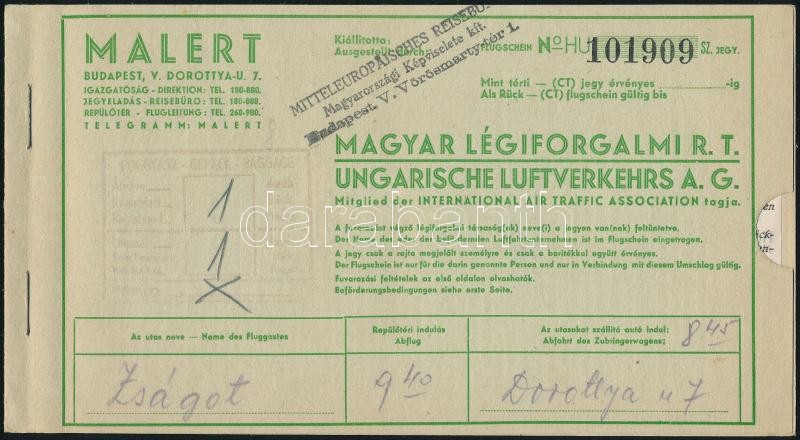 MALERT
BUDAPEST, V. DOROTTYA-U. 7.
IGAZGATÓSÁG - DIREKTION: TEL. 180-880.
JEGYELADÁS - REISEBÜRO: TEL. 180-888.
REPÜLŐTÉR - FLUGLEITUNG: TEL. 268-980.
TELEGRAMM: MALERT
Kiállította:
Ausgestellt durch:
MITTELEUROPÄISCHES REISEBU
Magyarországi Képviselete kft.
Budapest, V. Vörösmarty-tér 1.
FLUGSCHEIN No HU 101909 SZ. JEGY.
Mint térti — (CT) jegy érvényes -ig
Als Rück — (CT) flugschein gültig bis
MAGYAR LÉGIFORGALMI R. T.
UNGARISCHE LUFTVERKEHRS A. G.
Mitglied der INTERNATIONAL AIR TRAFFIC ASSOCIATION tagja.
A fuvarozást végző légiforgalmi társaság(ok) neve(i) a jegyen van(nak) feltüntetve.
Der Name des oder der befördernden Luftfahrtunternehmen ist im Flugschein eingetragen.
A jegy csak a rajta megjelölt személyre és csak a borítékkal együtt érvényes.
Der Flugschein ist nur für die darin genannte Person und nur in Verbindung mit diesem Umschlag gültig.
Fuvarozási feltételek az első oldalon olvashatók.
Beförderungsbedingungen siehe erste Seite.
1
1
X
darabanth
Az utas neve — Name des Fluggastes
Repülőtéri indulás
Abflug
Az utasokat szállító autó indul:
Abfahrt des Zubringerwagens;
8 45
Zságot
9 40
Dorottya u 7